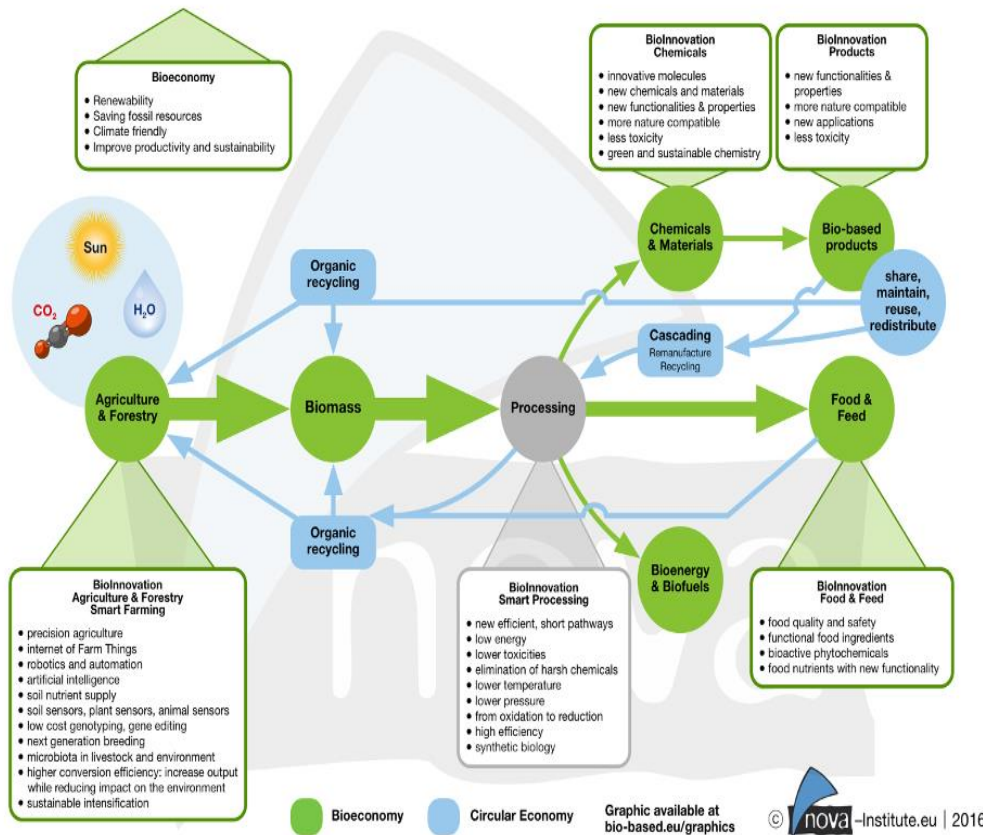 Bioeconomy
• Renewability
• Saving fossil resources
• Climate friendly
• Improve productivity and sustainability
BioInnovation
Chemicals
• innovative molecules
• new chemicals and materials
• new functionalities & properties
• more nature compatible
• less toxicity
• green and sustainable chemistry
BioInnovation
Products
• new functionalities &
properties
• more nature compatible
• new applications
• less toxicity
Sun
CO2
H2O
Organic
recycling
Chemicals
& Materials
Bio-based
products
share,
maintain,
reuse,
redistribute
Cascading
Remanufacture
Recycling
Agriculture
& Forestry
Biomass
Processing
Food &
Feed
Organic
recycling
Bioenergy
& Biofuels
nova
BioInnovation
Agriculture & Forestry
Smart Farming
• precision agriculture
• internet of Farm Things
• robotics and automation
• artificial intelligence
• soil nutrient supply
• soil sensors, plant sensors, animal sensors
• low cost genotyping, gene editing
• next generation breeding
• microbiota in livestock and environment
• higher conversion efficiency: increase output
while reducing impact on the environment
• sustainable intensification
BioInnovation
Smart Processing
• new efficient, short pathways
• low energy
• lower toxicities
• elimination of harsh chemicals
• lower temperature
• lower pressure
• from oxidation to reduction
• high efficiency
• synthetic biology
BioInnovation
Food & Feed
• food quality and safety
• functional food ingredients
• bioactive phytochemicals
• food nutrients with new functionality
Bioeconomy
Circular Economy
Graphic available at
bio-based.eu/graphics
© nova-Institute.eu | 2016